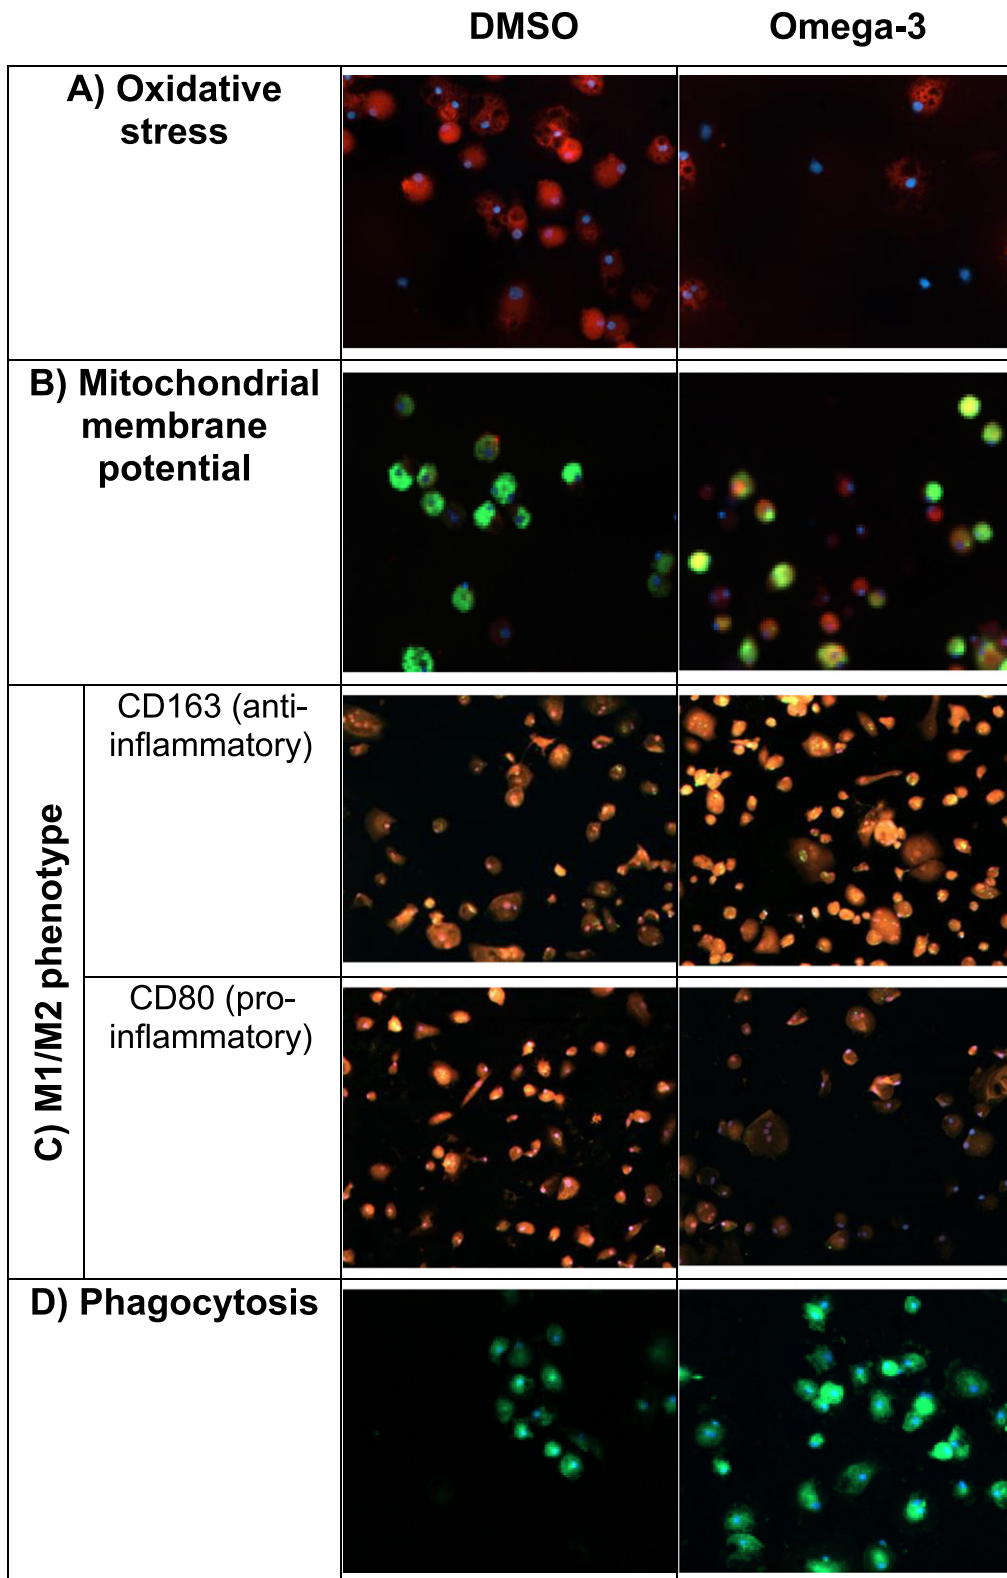 DMSO
Omega-3
A) Oxidative
stress
B) Mitochondrial
membrane
potential
C) M1/M2 phenotype
CD163 (anti-
inflammatory)
CD80 (pro-
inflammatory)
D) Phagocytosis